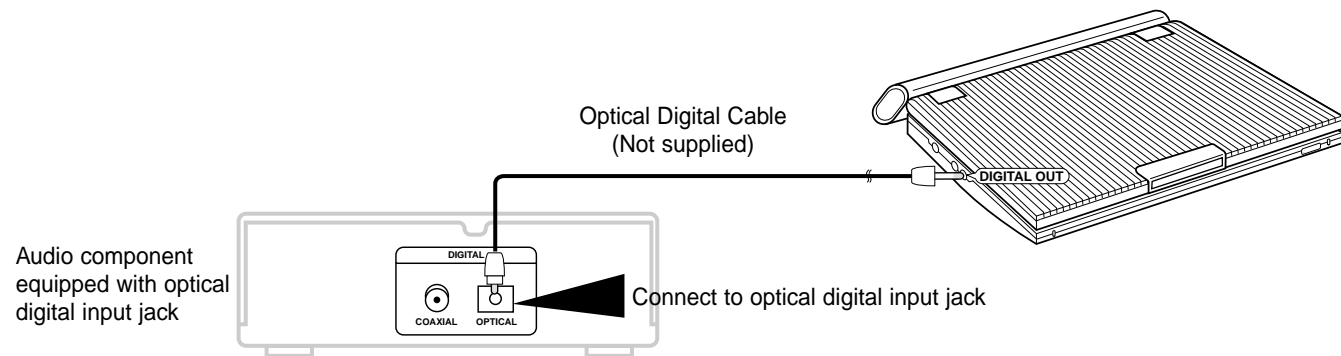 Optical Digital Cable
(Not supplied)
DIGITAL OUT
Audio component
equipped with optical
digital input jack
DIGITAL
COAXIAL
OPTICAL
Connect to optical digital input jack